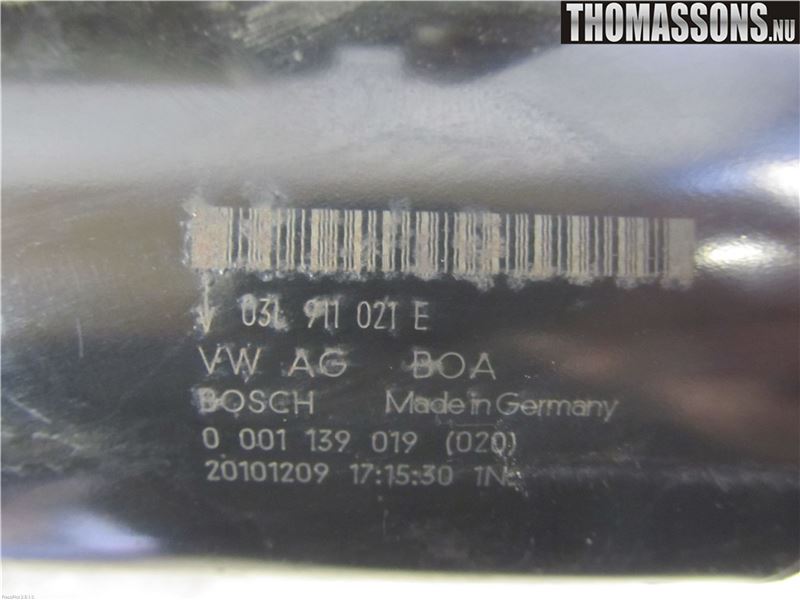 THOMASSONS.NU
03L 911 021 E
VW AG BOA
BOSCH Made in Germany
0 001 139 019 (020)
20101209 17:15:30